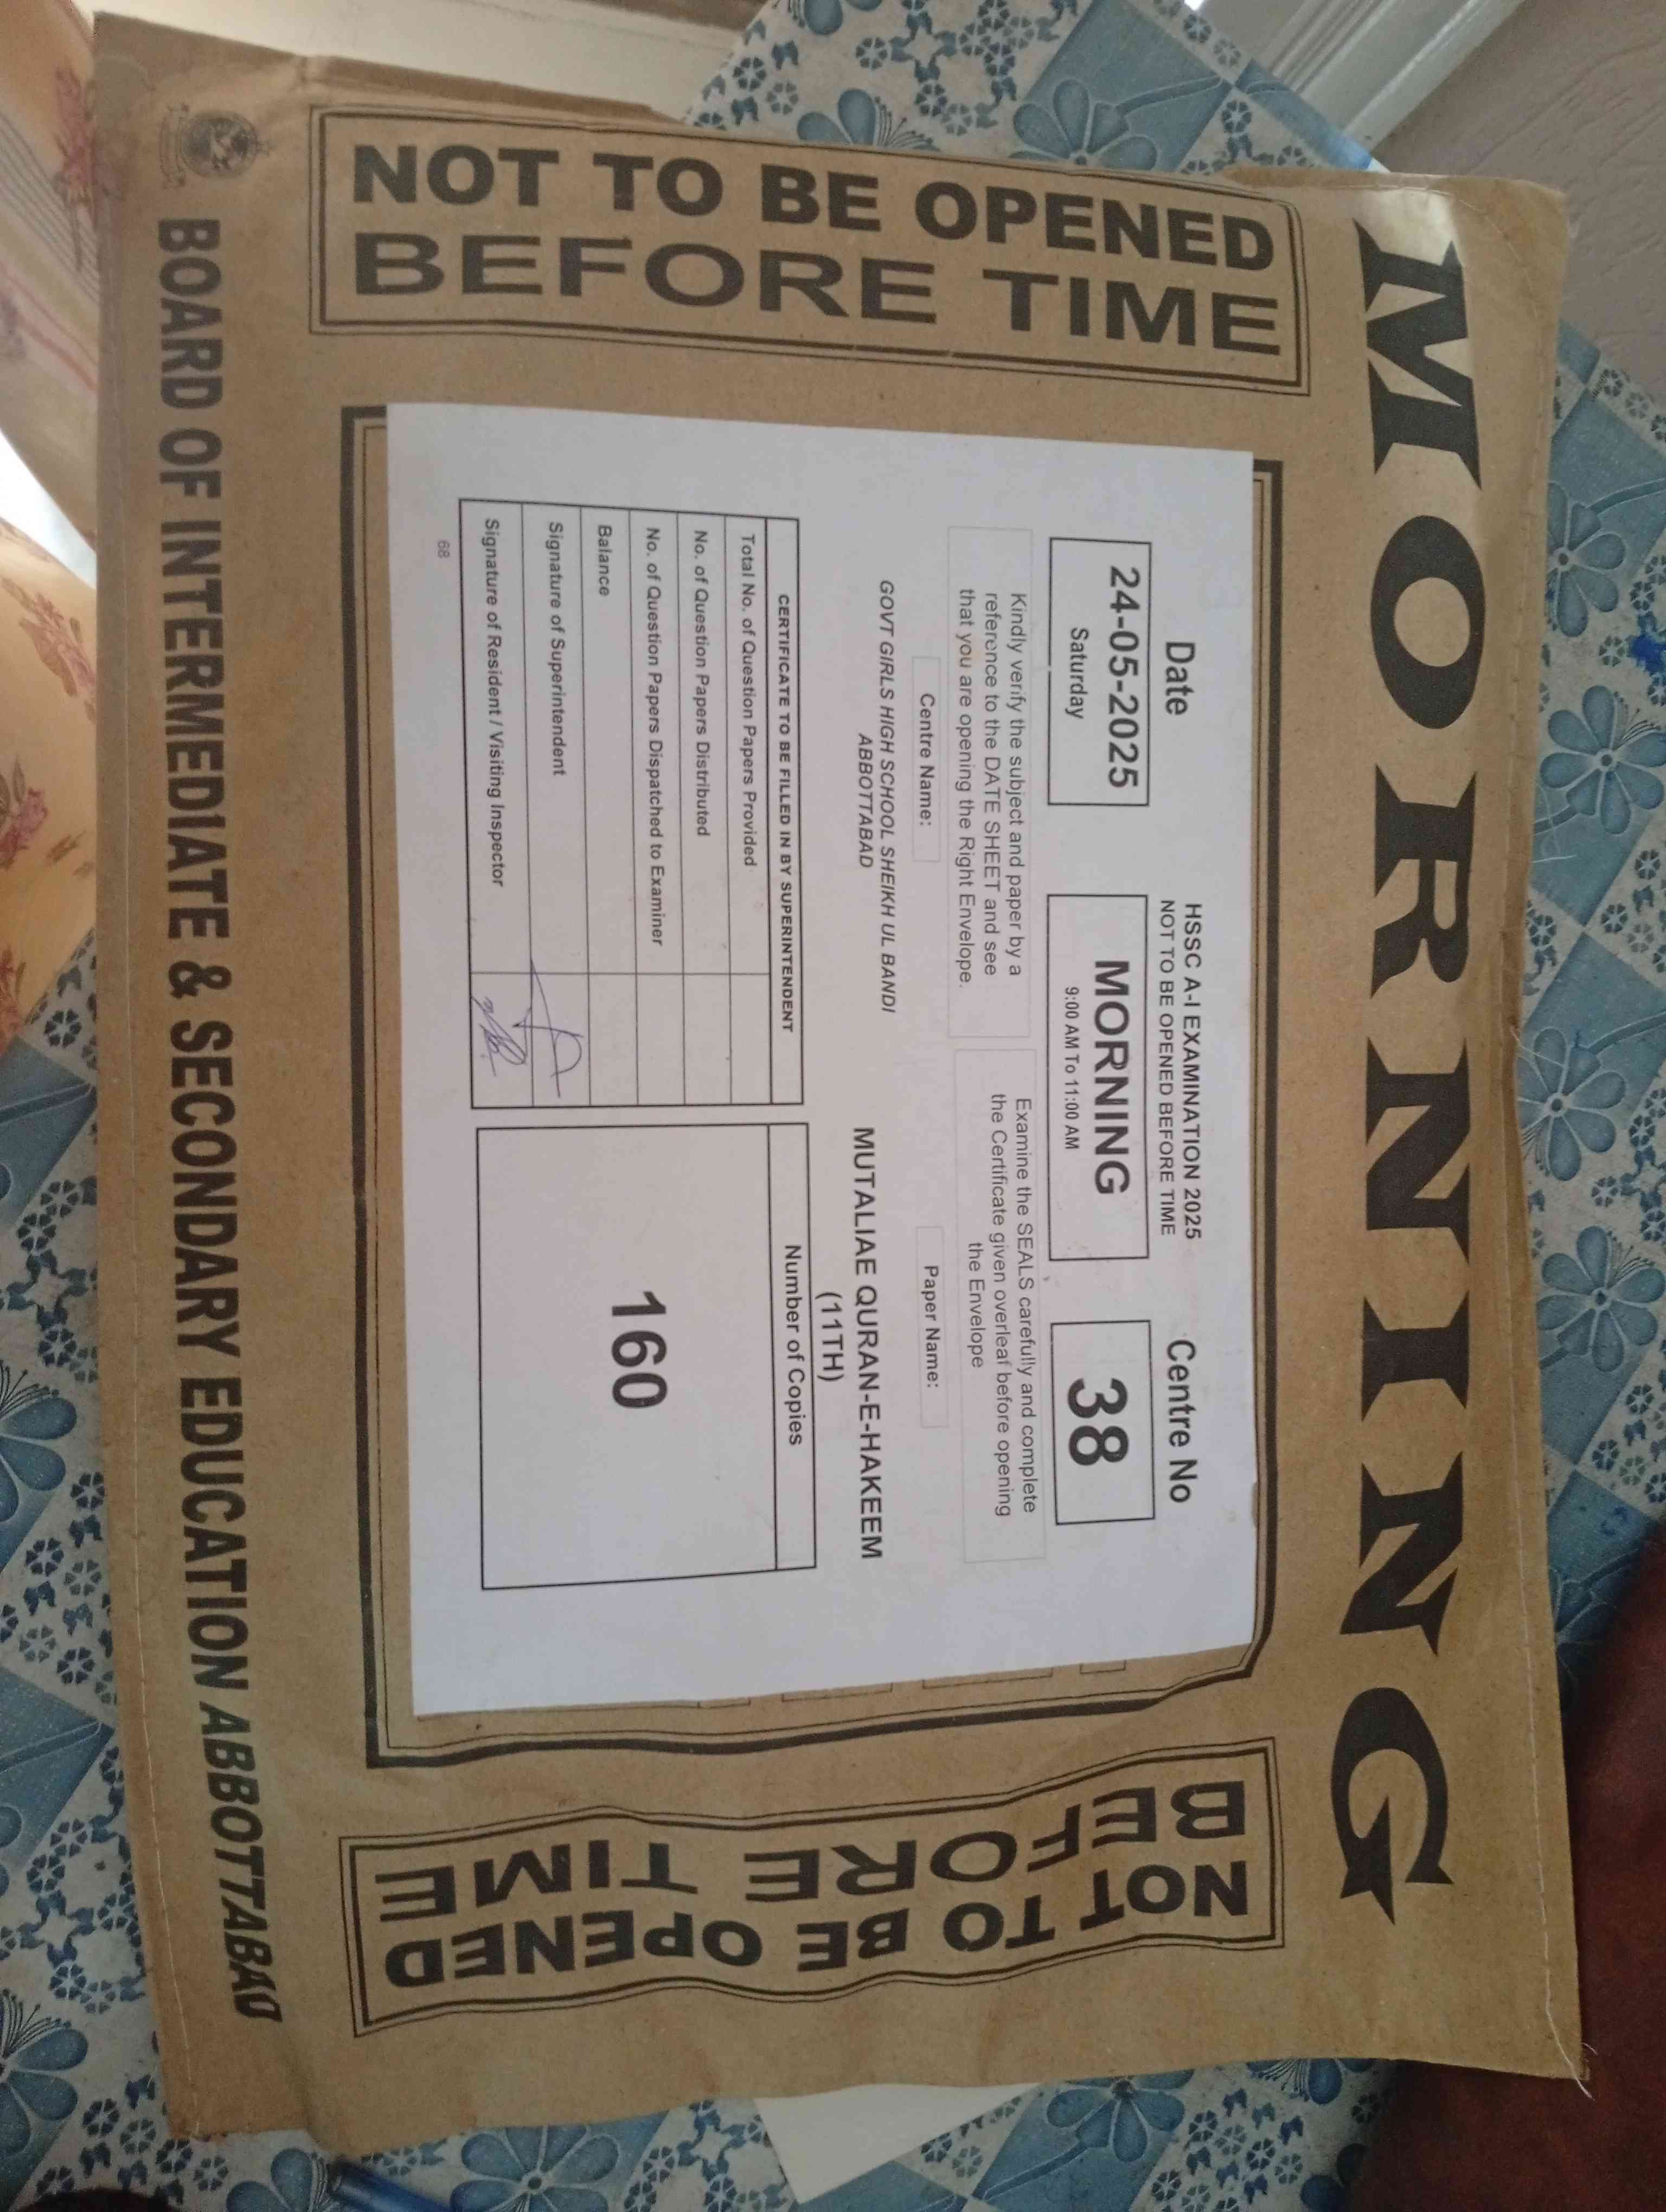 MORNING
NOT TO BE OPENED
BEFORE TIME
Date
24-05-2025
Saturday
HSSC A-I EXAMINATION 2025
NOT TO BE OPENED BEFORE TIME
MORNING
9:00 AM To 11:00 AM
Centre No
38
Kindly verify the subject and paper by a
reference to the DATE SHEET and see
that you are opening the Right Envelope.
Examine the SEALS carefully and complete
the Certificate given overleaf before opening
the Envelope
Centre Name:
GOVT GIRLS HIGH SCHOOL SHEIKH UL BANDI
ABBOTTABAD
Paper Name:
MUTALIAE QURAN-E-HAKEEM
(11TH)
CERTIFICATE TO BE FILLED IN BY SUPERINTENDENT
Total No. of Question Papers Provided
No. of Question Papers Distributed
No. of Question Papers Dispatched to Examiner
Balance
Signature of Superintendent
Signature of Resident / Visiting Inspector
Number of Copies
160
68
NOT TO BE OPENED
BEFORE TIME
BOARD OF INTERMEDIATE & SECONDARY EDUCATION ABBOTTABAD